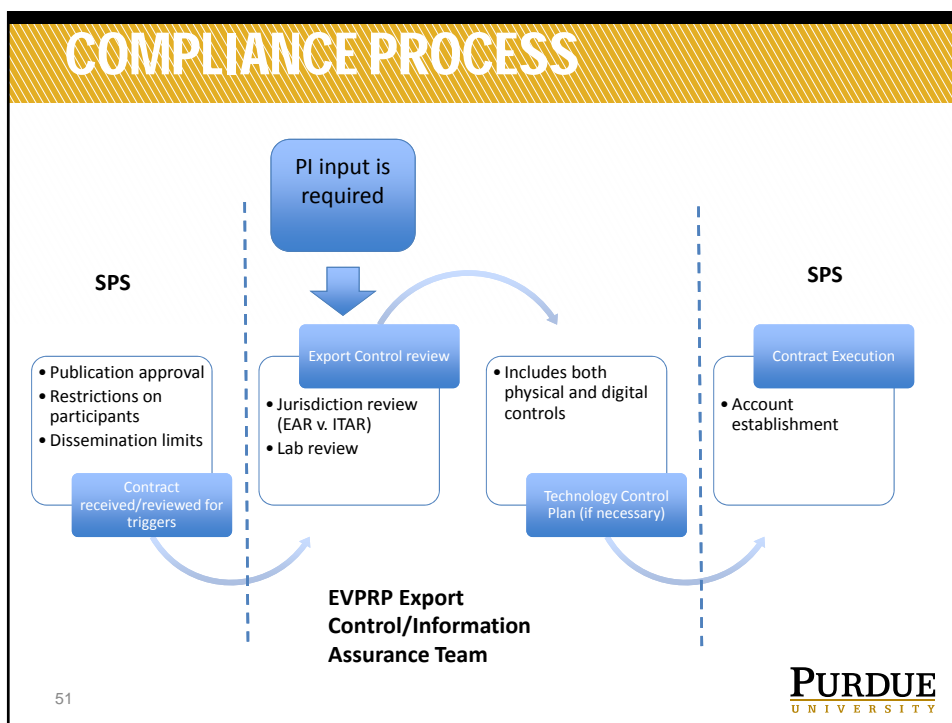 COMPLIANCE PROCESS
PI input is
required
SPS
SPS
Export Control review
Contract Execution
• Publication approval
• Restrictions on
participants
• Dissemination limits
Contract
received/reviewed for
triggers
• Jurisdiction review
(EAR v. ITAR)
• Lab review
• Includes both
physical and digital
controls
Technology Control
Plan (if necessary)
• Account
establishment
EVPRP Export
Control/Information
Assurance Team
51
PURDUE
UNIVERSITY